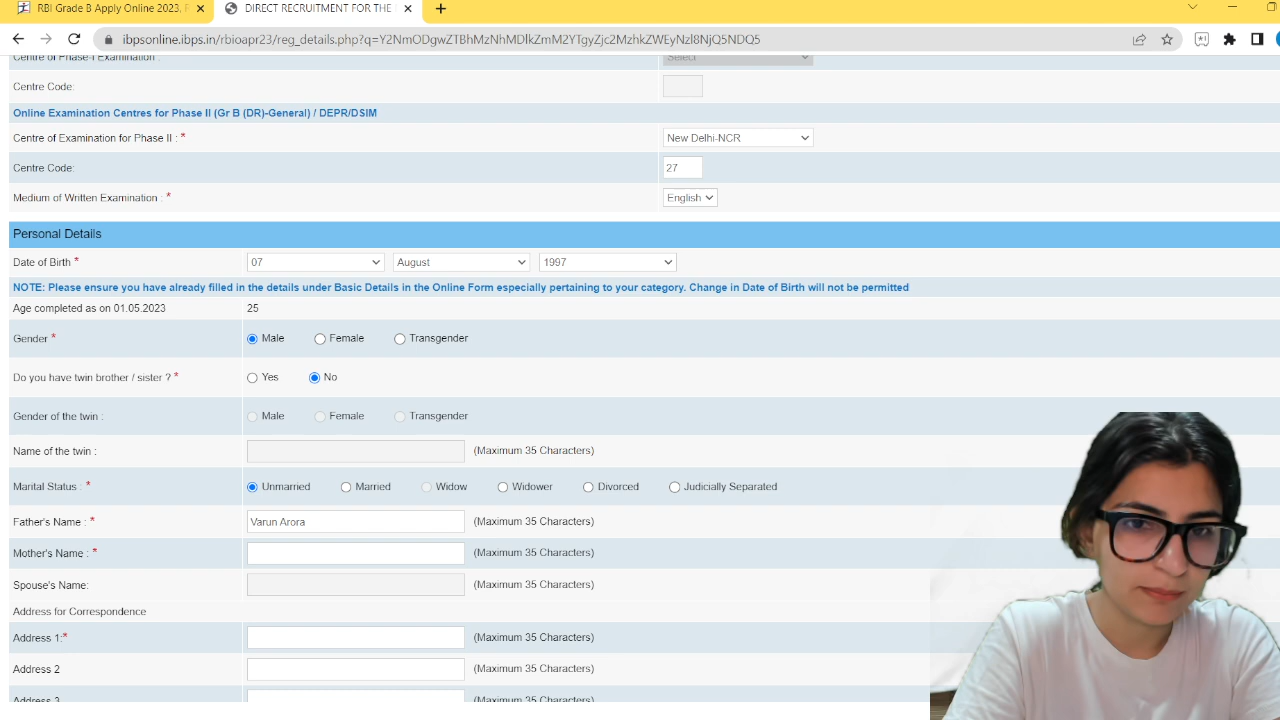 RBI Grade B Apply Online 2023, F
DIRECT RECRUITMENT FOR THE
ibpsonline.ibps.in/rbioapr23/reg_details.php?q=Y2NmODgwZTBhMzNhMDlkZmM2YTgyZjc2MzhkZWEyNzI8NjQ5NDQ5
Centre of Phase-I Examination : Select
Centre Code:
Online Examination Centres for Phase II (Gr B (DR)-General) / DEPR/DSIM
Centre of Examination for Phase II : * New Delhi-NCR
Centre Code: 27
Medium of Written Examination : * English
Personal Details
Date of Birth * 07 August 1997
NOTE: Please ensure you have already filled in the details under Basic Details in the Online Form especially pertaining to your category. Change in Date of Birth will not be permitted
Age completed as on 01.05.2023 25
Gender * Male Female Transgender
Do you have twin brother / sister ? * Yes No
Gender of the twin : Male Female Transgender
Name of the twin : (Maximum 35 Characters)
Marital Status : * Unmarried Married Widow Widower Divorced Judicially Separated
Father's Name : * Varun Arora (Maximum 35 Characters)
Mother's Name : * (Maximum 35 Characters)
Spouse's Name: (Maximum 35 Characters)
Address for Correspondence
Address 1:* (Maximum 35 Characters)
Address 2 (Maximum 35 Characters)
Address 3 (Maximum 35 Characters)